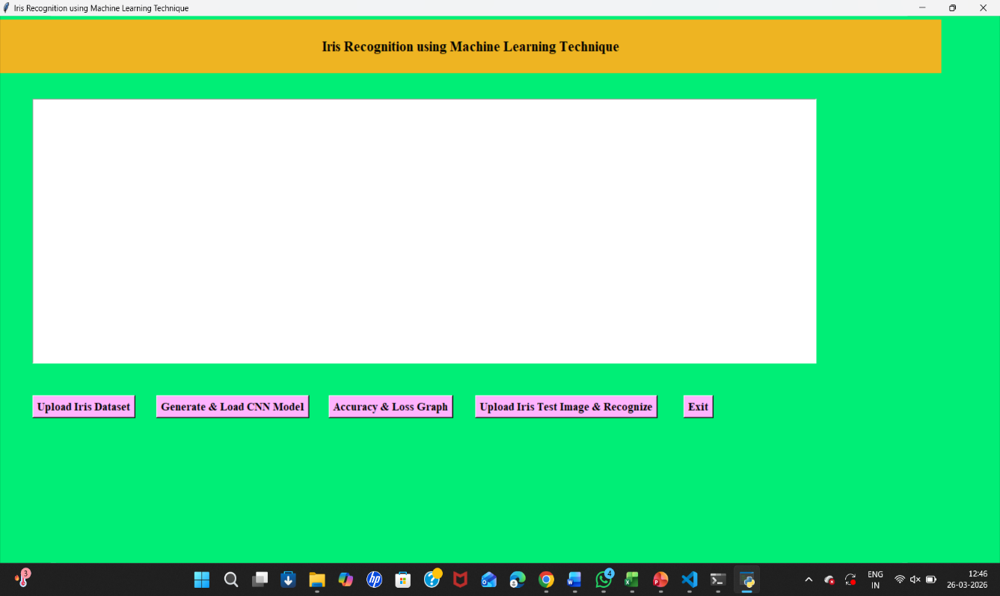 Iris Recognition using Machine Learning Technique
Iris Recognition using Machine Learning Technique
Upload Iris Dataset
Generate & Load CNN Model
Accuracy & Loss Graph
Upload Iris Test Image & Recognize
Exit
3
hp
4
ENG
IN
12:46
26-03-2026